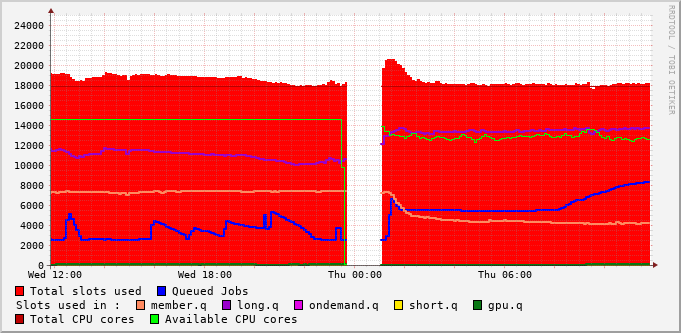 24000
22000
20000
18000
16000
14000
12000
10000
8000
6000
4000
2000
0
Wed 12:00 Wed 18:00 Thu 00:00 Thu 06:00
Total slots used Queued Jobs
Slots used in : member.q long.q ondemand.q short.q gpu.q
Total CPU cores Available CPU cores
RRDTOOL / TOBI OETIKER